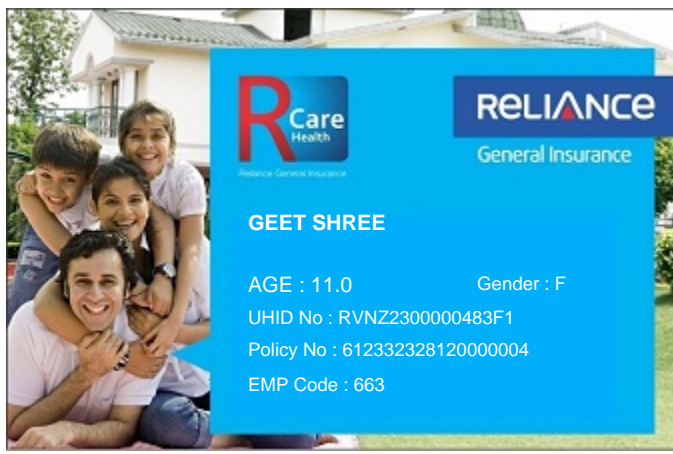 R Care
Health
Reliance General Insurance
RELIANCE
General Insurance
GEET SHREE
AGE : 11.0
Gender : F
UHID No : RVNZ2300000483F1
Policy No : 612332328120000004
EMP Code : 663